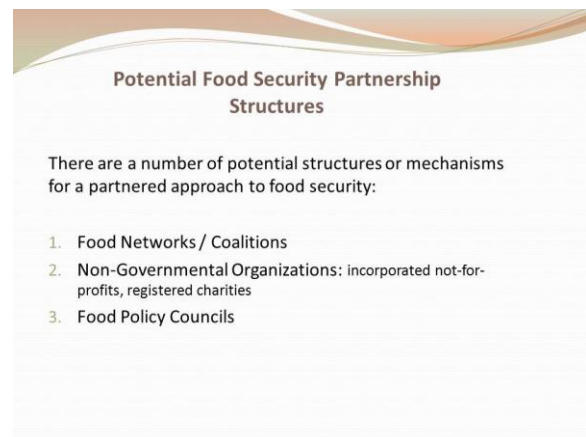 Potential Food Security Partnership
Structures
There are a number of potential structures or mechanisms
for a partnered approach to food security:
1. Food Networks / Coalitions
2. Non-Governmental Organizations: incorporated not-for-
profits, registered charities
3. Food Policy Councils